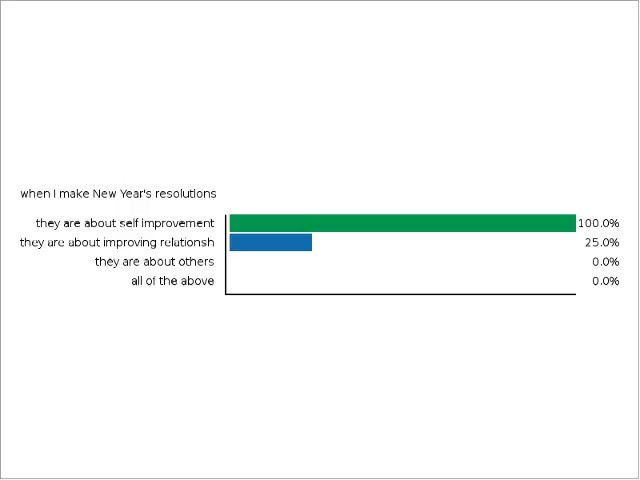 when I make New Year's resolutions
they are about self improvement 100.0%
they are about improving relationsh 25.0%
they are about others 0.0%
all of the above 0.0%